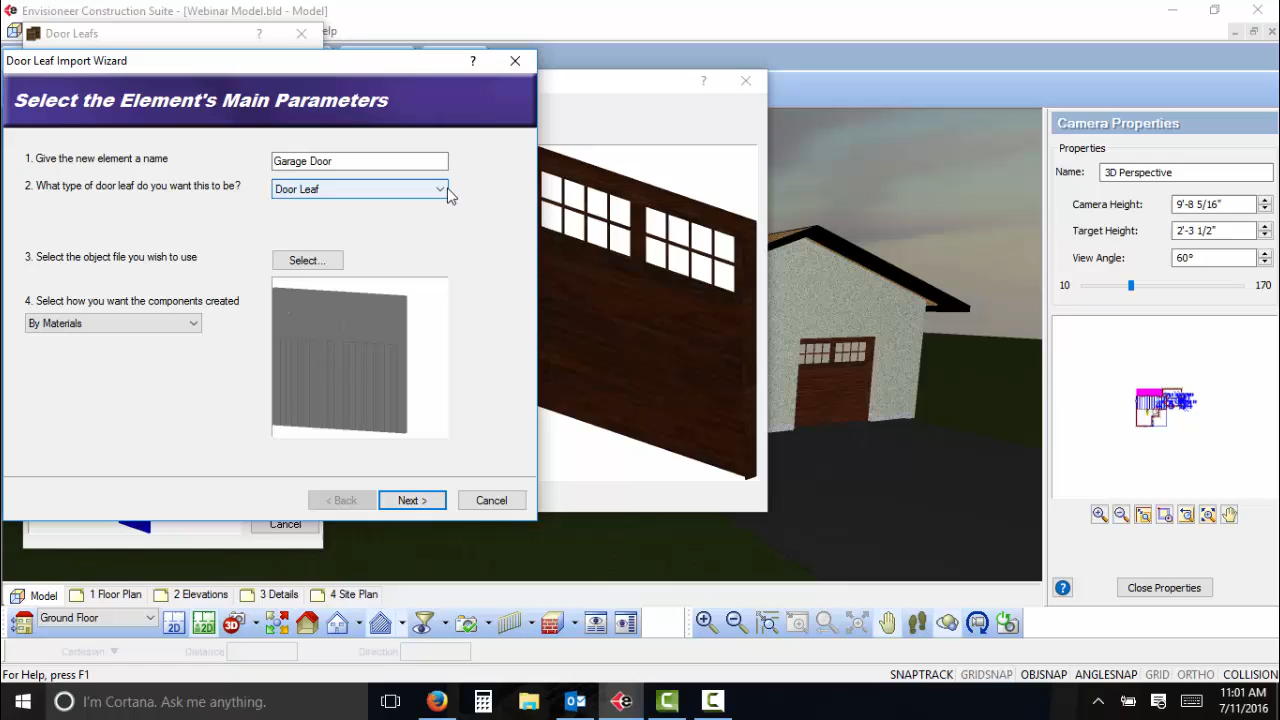 Envisioneer Construction Suite - [Webinar Model.bld - Model]
Door Leafs
?
elp
Door Leaf Import Wizard
?
Select the Element's Main Parameters
?
1. Give the new element a name
Garage Door
2. What type of door leaf do you want this to be?
Door Leaf
3. Select the object file you wish to use
Select...
4. Select how you want the components created
By Materials
< Back
Next >
Cancel
Cancel
Camera Properties
Properties
Name:
3D Perspective
Camera Height:
9'-8 5/16"
Target Height:
2'-3 1/2"
View Angle:
60°
10
170
?
Close Properties
Model
1 Floor Plan
2 Elevations
3 Details
4 Site Plan
Ground Floor
2D
2D
3D
Cartesian
Distance
Direction
For Help, press F1
SNAPTRACK
GRIDSNAP
OBJSNAP
ANGLESNAP
GRID
ORTHO
COLLISION
I'm Cortana. Ask me anything.
11:01 AM
7/11/2016